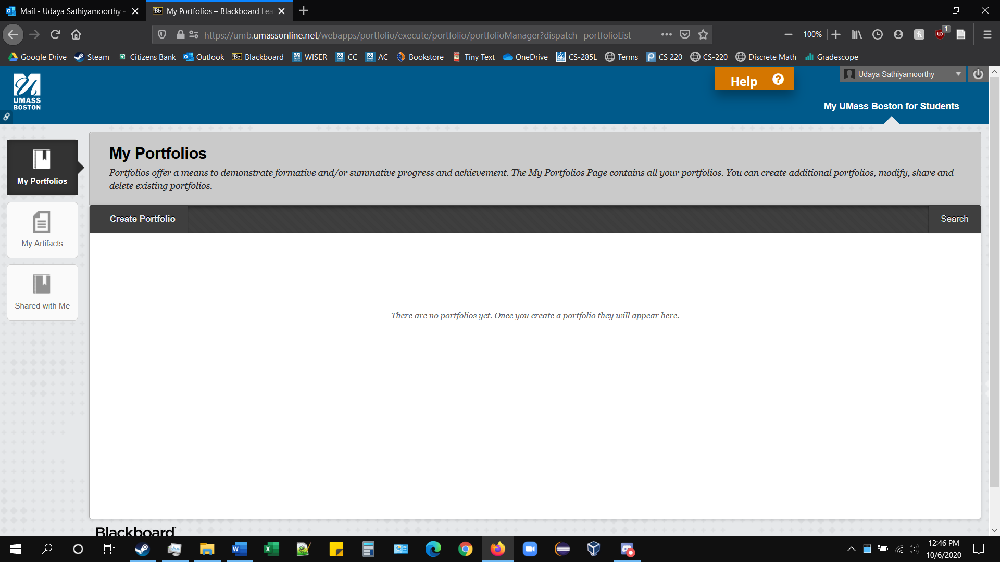 Mail - Udaya Sathiyamoorthy -
My Portfolios – Blackboard Lea
https://umb.umassonline.net/webapps/portfolio/execute/portfolio/portfolioManager?dispatch=portfolioList
100%
1
Google Drive
Steam
Citizens Bank
Outlook
Bb Blackboard
WISER
CC
AC
Bookstore
Tiny Text
OneDrive
CS-285L
Terms
CS 220
CS-220
Discrete Math
Gradescope
UMASS
BOSTON
Help ?
Udaya Sathiyamoorthy
My UMass Boston for Students
My Portfolios
My Artifacts
Shared with Me
My Portfolios
Portfolios offer a means to demonstrate formative and/or summative progress and achievement. The My Portfolios Page contains all your portfolios. You can create additional portfolios, modify, share and
delete existing portfolios.
Create Portfolio
Search
There are no portfolios yet. Once you create a portfolio they will appear here.
Blackboard
12:46 PM
10/6/2020